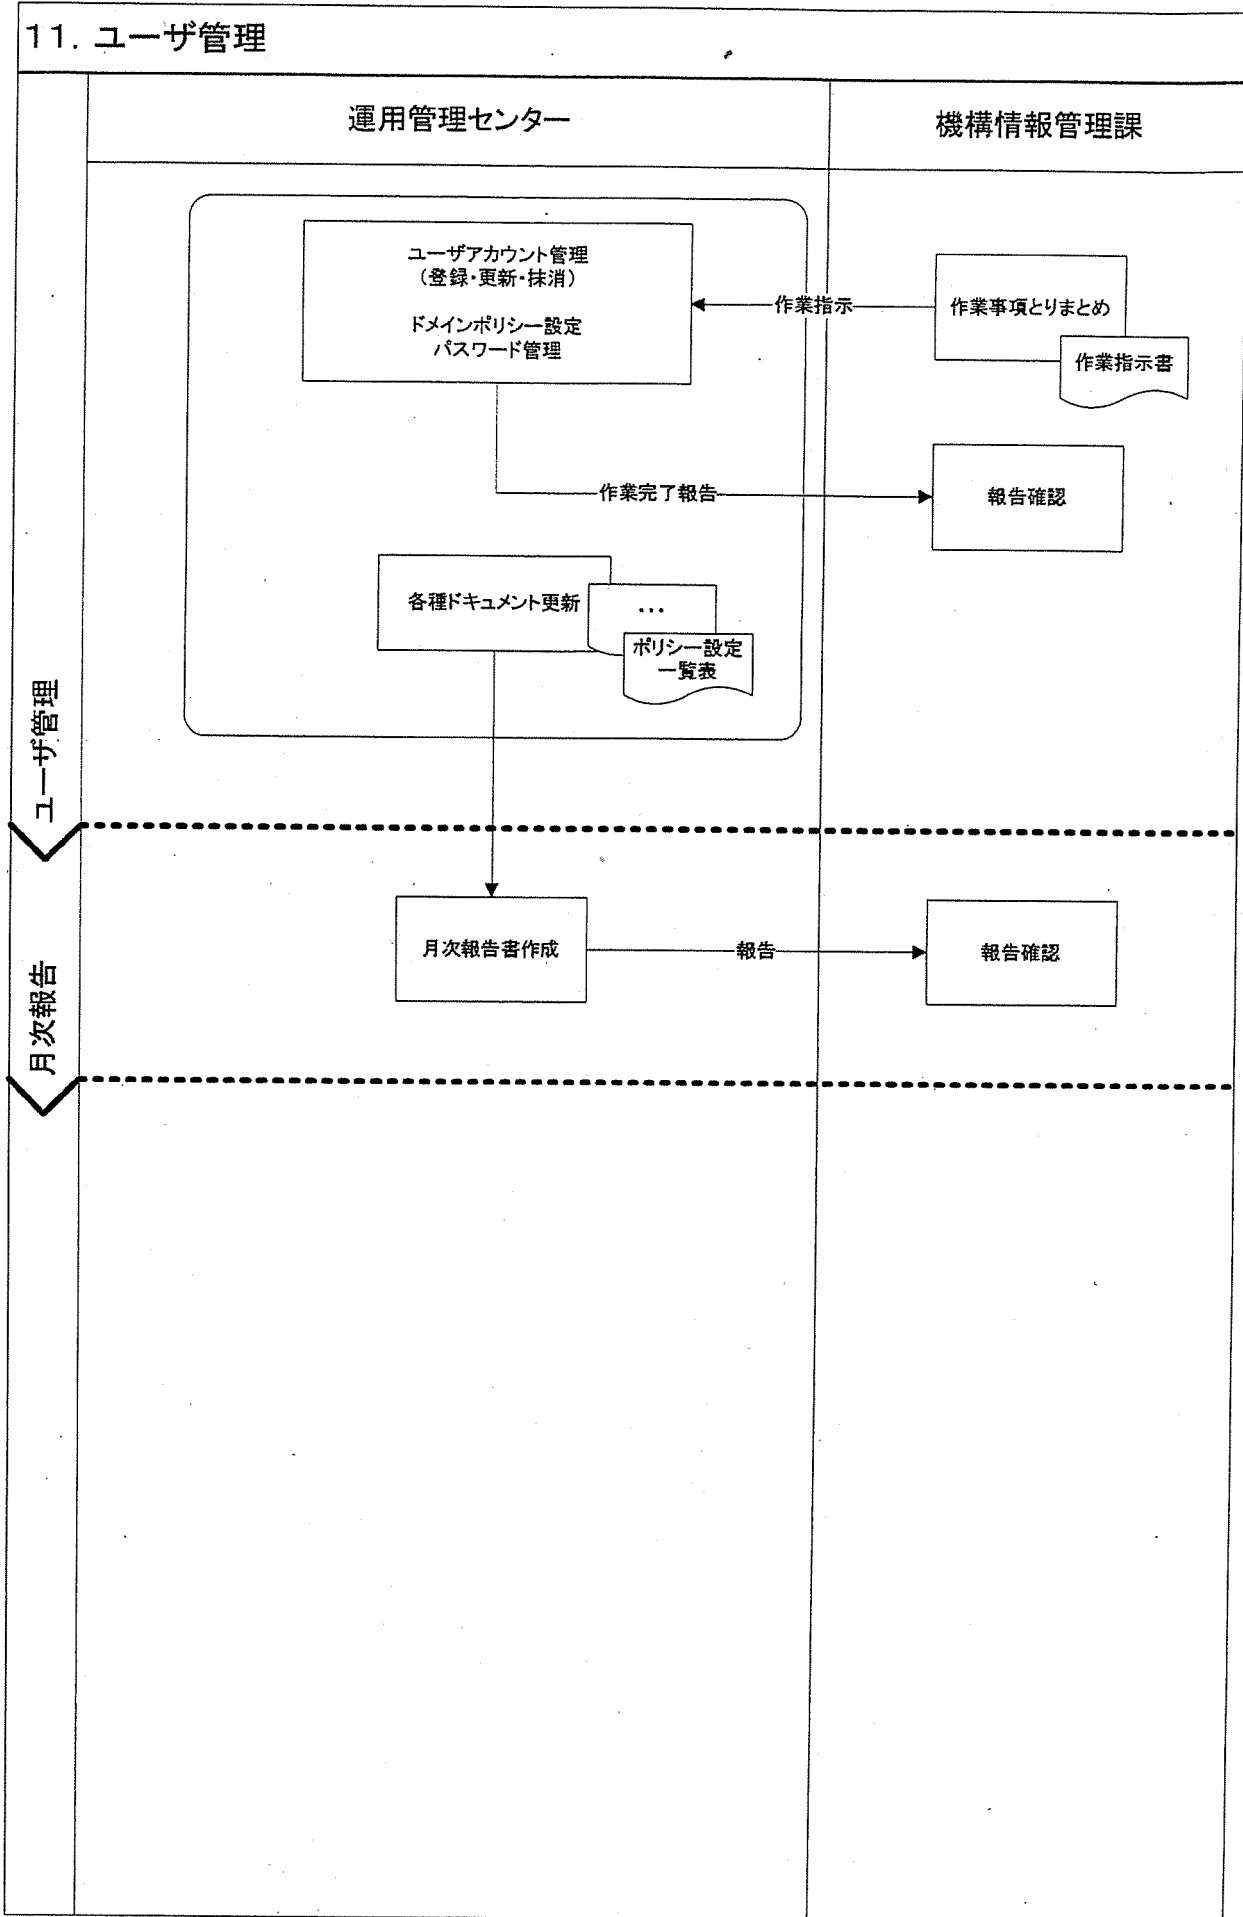 11. ユーザ管理
運用管理センター
機構情報管理課
ユーザアカウント管理
（登録・更新・抹消）
ドメインポリシー設定
パスワード管理
作業指示
作業事項とりまとめ
作業指示書
作業完了報告
報告確認
各種ドキュメント更新
...
ポリシー設定
一覧表
ユーザ管理
月次報告書作成
報告
報告確認
月次報告